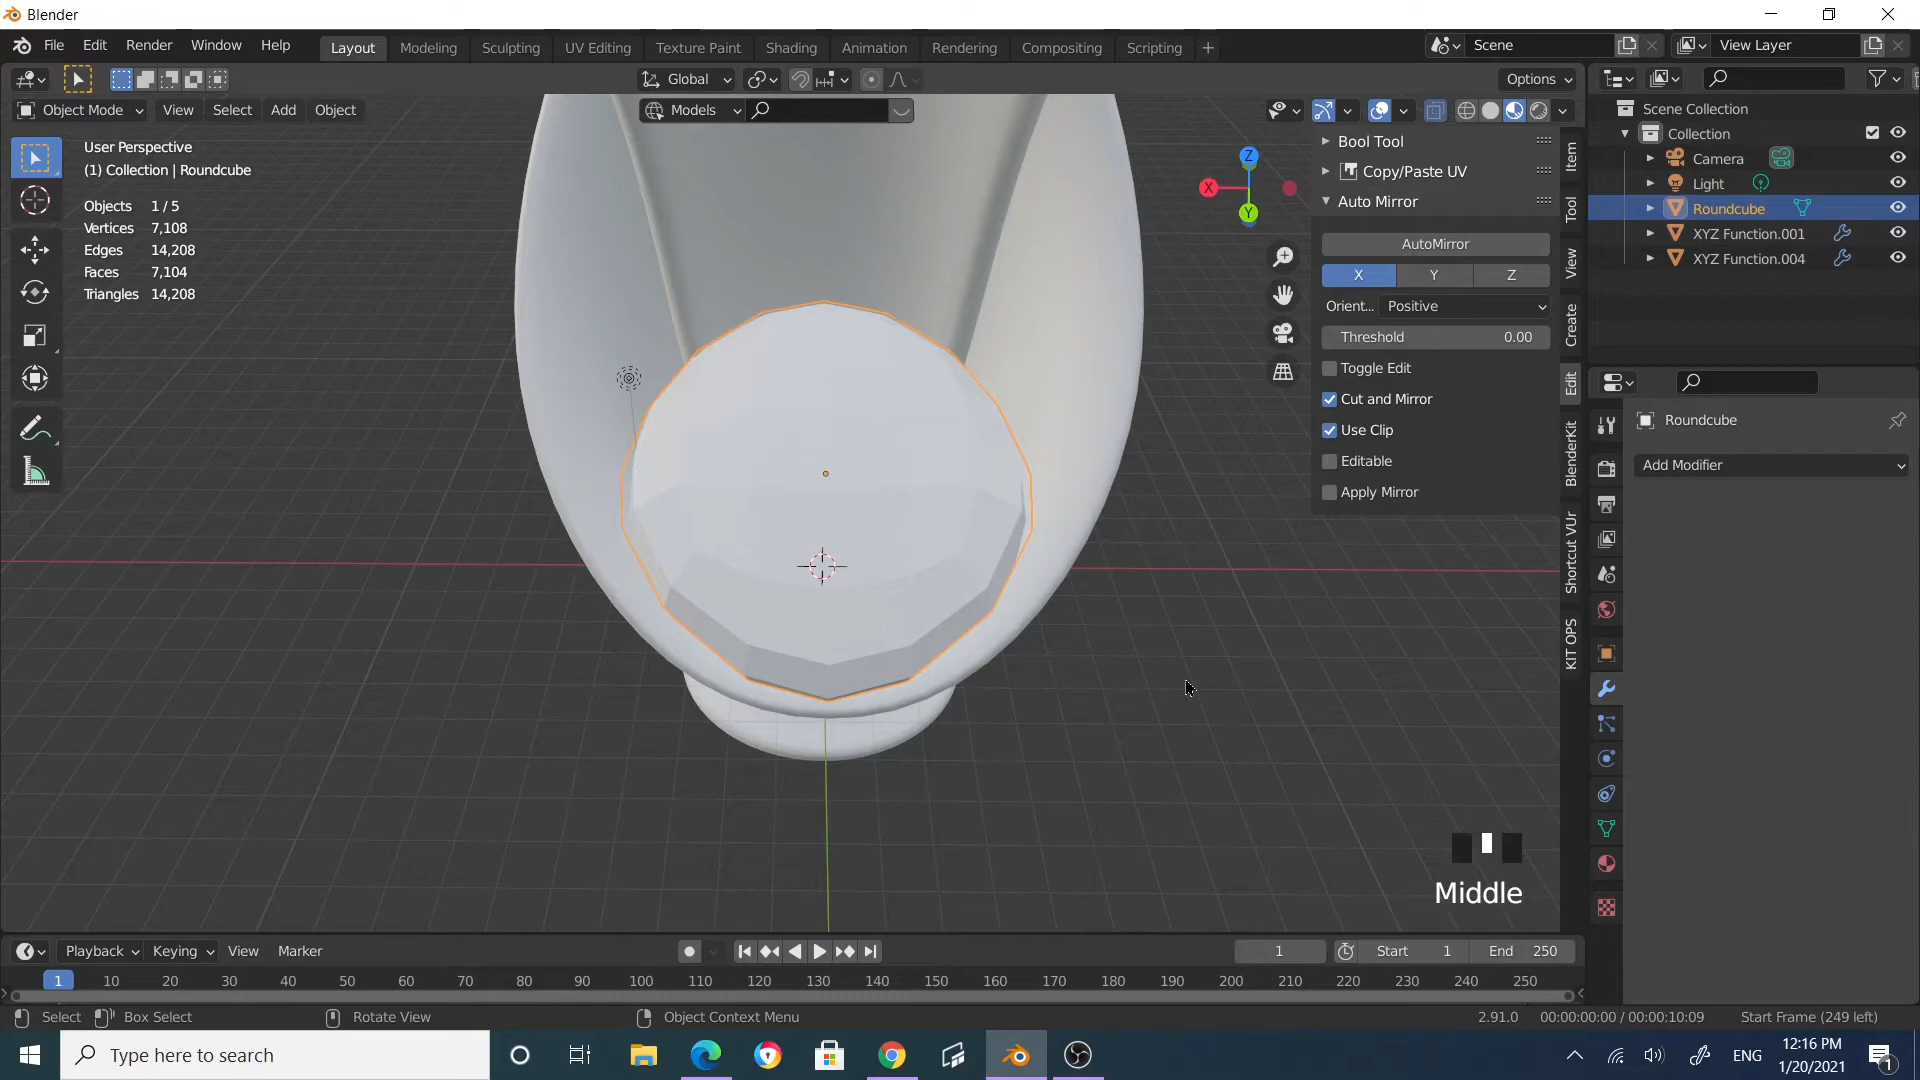 Blender
File Edit Render Window Help Layout Modeling Sculpting UV Editing Texture Paint Shading Animation Rendering Compositing Scripting + Scene View Layer
Global Options
Object Mode View Select Add Object Models
User Perspective
(1) Collection | Roundcube
Objects 1 / 5
Vertices 7,108
Edges 14,208
Faces 7,104
Triangles 14,208
Z
X
Y
Bool Tool
Copy/Paste UV
Auto Mirror
AutoMirror
X Y Z
Orient... Positive
Threshold 0.00
Toggle Edit
Cut and Mirror
Use Clip
Editable
Apply Mirror
Item
Tool
View
Create
Edit
BlenderKit
Shortcut VUr
KIT OPS
Scene Collection
Collection
Camera
Light
Roundcube
XYZ Function.001
XYZ Function.004
Roundcube
Add Modifier
Middle
Playback Keying View Marker 1 Start 1 End 250
1 10 20 30 40 50 60 70 80 90 100 110 120 130 140 150 160 170 180 190 200 210 220 230 240 250
Select Box Select Rotate View Object Context Menu 2.91.0 00:00:00:00 / 00:00:10:09 Start Frame (249 left)
Type here to search ENG 12:16 PM
1/20/2021 1